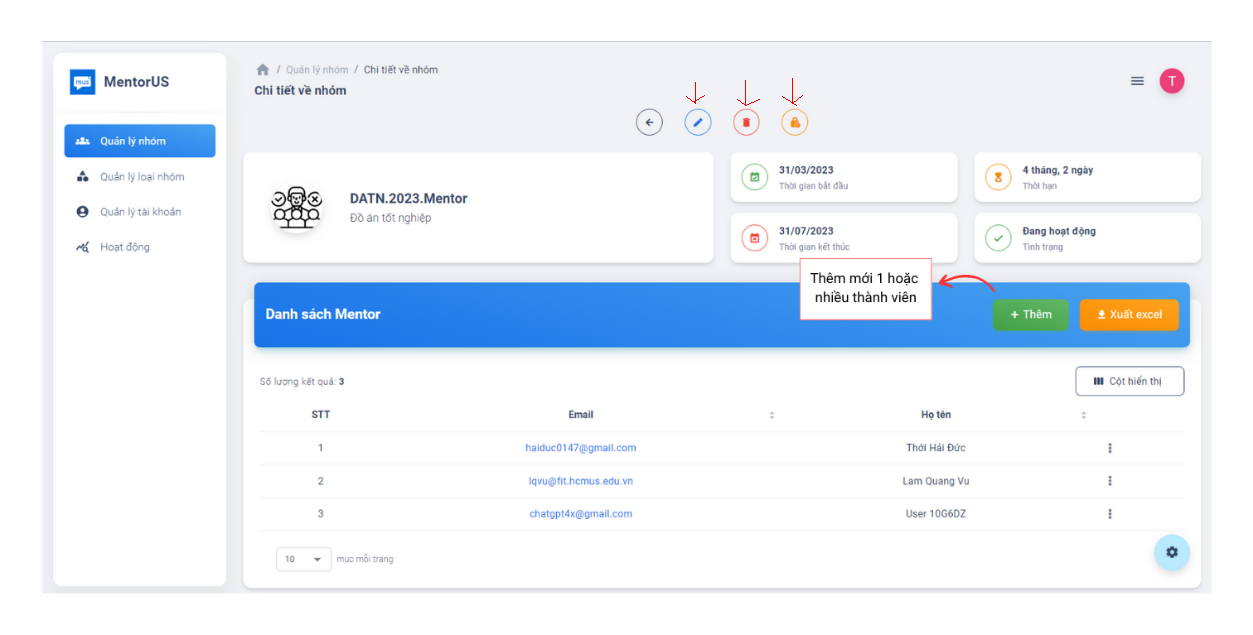 mus
MentorUS
/ Quản lý nhóm / Chi tiết về nhóm
Chi tiết về nhóm
T
Quản lý nhóm
Quản lý loại nhóm
Quản lý tài khoản
Hoạt động
DATN.2023.Mentor
Đồ án tốt nghiệp
31/03/2023
Thời gian bắt đầu
4 tháng, 2 ngày
Thời hạn
31/07/2023
Thời gian kết thúc
Đang hoạt động
Tình trạng
Thêm mới 1 hoặc
nhiều thành viên
Danh sách Mentor
+ Thêm
Xuất excel
Số lượng kết quả: 3
Cột hiển thị
STT Email Họ tên
1 haiduc0147@gmail.com Thới Hải Đức
2 lqvu@fit.hcmus.edu.vn Lam Quang Vu
3 chatgpt4x@gmail.com User 10G6DZ
10 mục mỗi trang